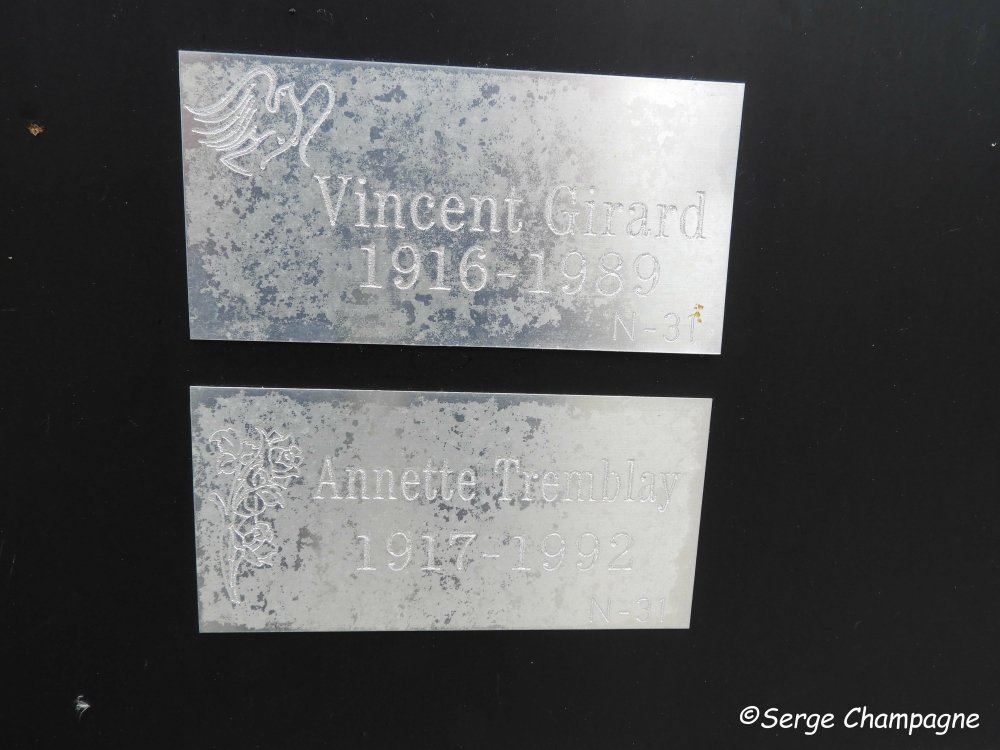 Vincent Girard
1916-1989
N-31
Annette Tremblay
1917-1992
N-31
©Serge Champagne